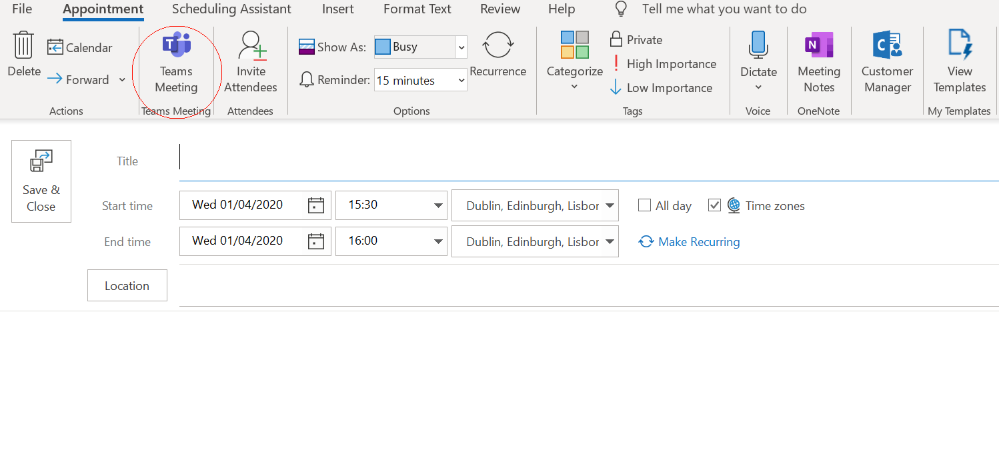 File Appointment Scheduling Assistant Insert Format Text Review Help Tell me what you want to do
Delete
Calendar
Forward
Actions
Teams
Meeting
Teams Meeting
Invite
Attendees
Attendees
Show As: Busy
Reminder: 15 minutes
Recurrence
Options
Categorize
Private
High Importance
Low Importance
Tags
Dictate
Voice
Meeting
Notes
OneNote
Customer
Manager
View
Templates
My Templates
Save &
Close
Title
Start time Wed 01/04/2020 15:30 Dublin, Edinburgh, Lisbor All day Time zones
End time Wed 01/04/2020 16:00 Dublin, Edinburgh, Lisbor Make Recurring
Location